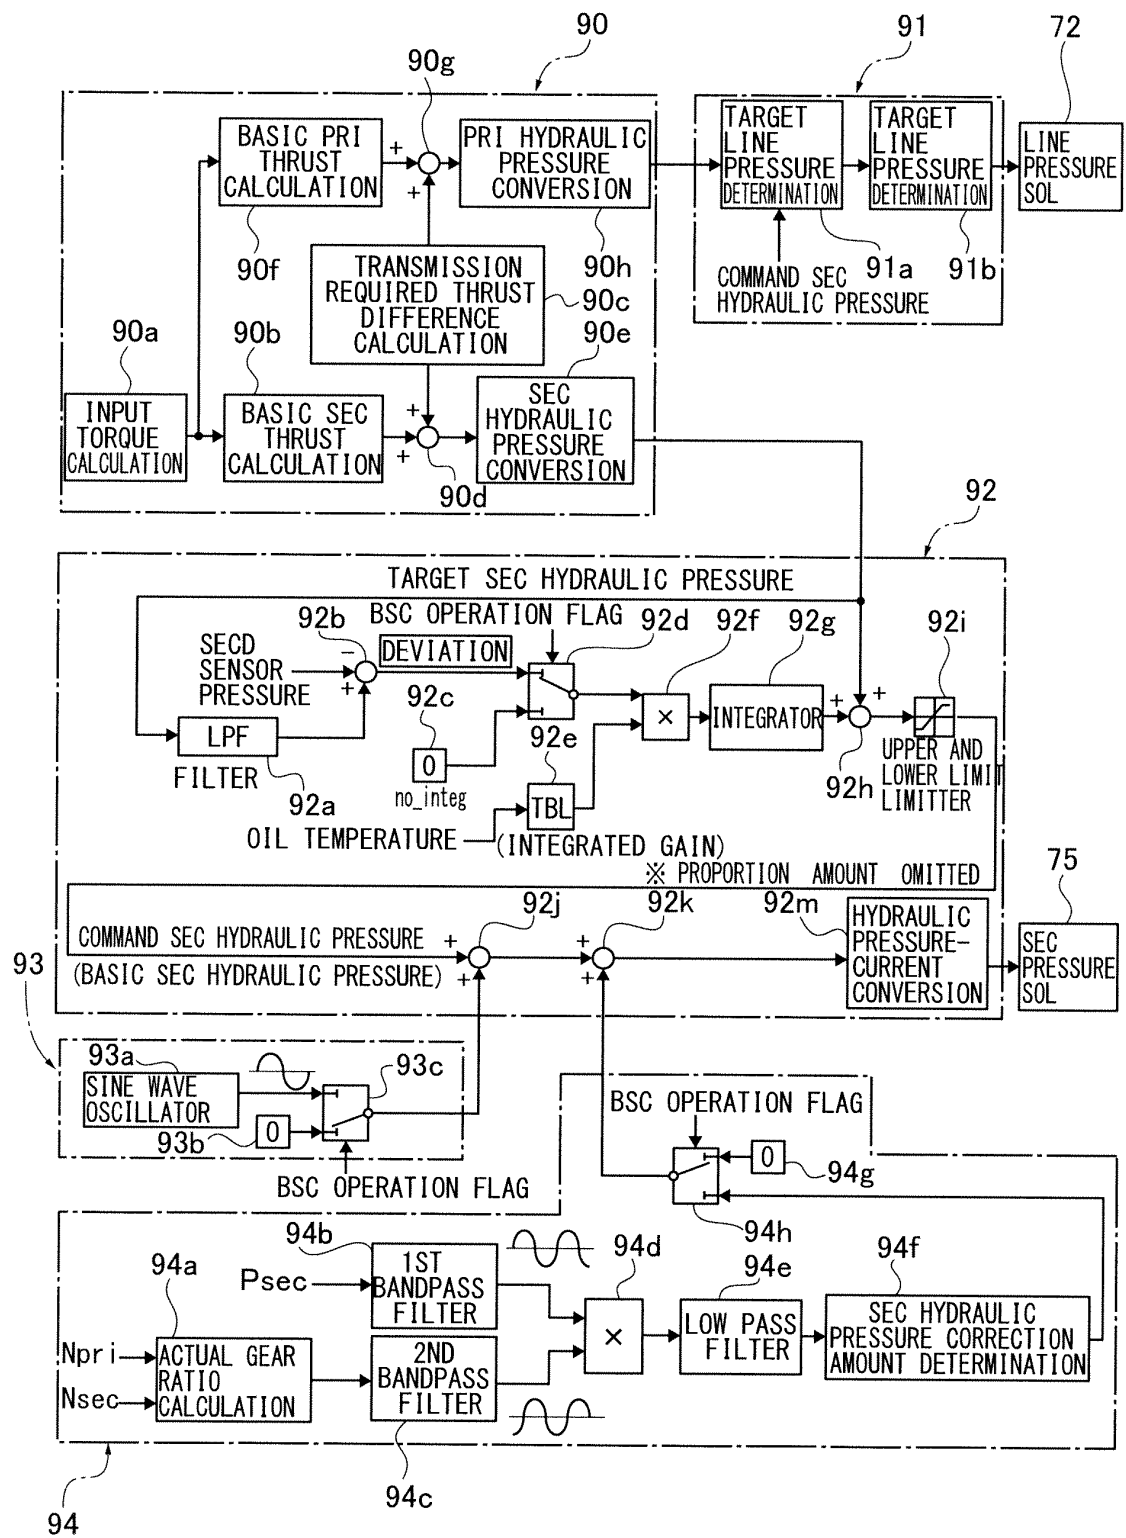 90
91
72
90g
BASIC PRI
THRUST
CALCULATION
+
+
PRI HYDRAULIC
PRESSURE
CONVERSION
TARGET
LINE
PRESSURE
DETERMINATION
TARGET
LINE
PRESSURE
DETERMINATION
LINE
PRESSURE
SOL
90f
90h
91a
91b
COMMAND SEC
HYDRAULIC PRESSURE
TRANSMISSION
REQUIRED THRUST
DIFFERENCE
CALCULATION
90c
90e
90a
90b
INPUT
TORQUE
CALCULATION
BASIC SEC
THRUST
CALCULATION
+
+
SEC
HYDRAULIC
PRESSURE
CONVERSION
90d
92
TARGET SEC HYDRAULIC PRESSURE
BSC OPERATION FLAG
92b
92d
92f
92g
92i
SECD
SENSOR
PRESSURE
−
+
DEVIATION
92c
0
no_integ
92e
TBL
×
INTEGRATOR
+
+
92h
UPPER AND
LOWER LIMIT
LIMITTER
LPF
FILTER
92a
OIL TEMPERATURE
(INTEGRATED GAIN)
※ PROPORTION AMOUNT OMITTED
75
92j
92k
92m
COMMAND SEC HYDRAULIC PRESSURE
(BASIC SEC HYDRAULIC PRESSURE)
+
+
+
+
HYDRAULIC
PRESSURE-
CURRENT
CONVERSION
SEC
PRESSURE
SOL
93
93a
SINE WAVE
OSCILLATOR
93b
0
93c
BSC OPERATION FLAG
BSC OPERATION FLAG
0
94g
94h
94b
94a
Psec
1ST
BANDPASS
FILTER
94d
94e
94f
Npri
Nsec
ACTUAL GEAR
RATIO
CALCULATION
2ND
BANDPASS
FILTER
×
LOW PASS
FILTER
SEC HYDRAULIC
PRESSURE CORRECTION
AMOUNT DETERMINATION
94c
94